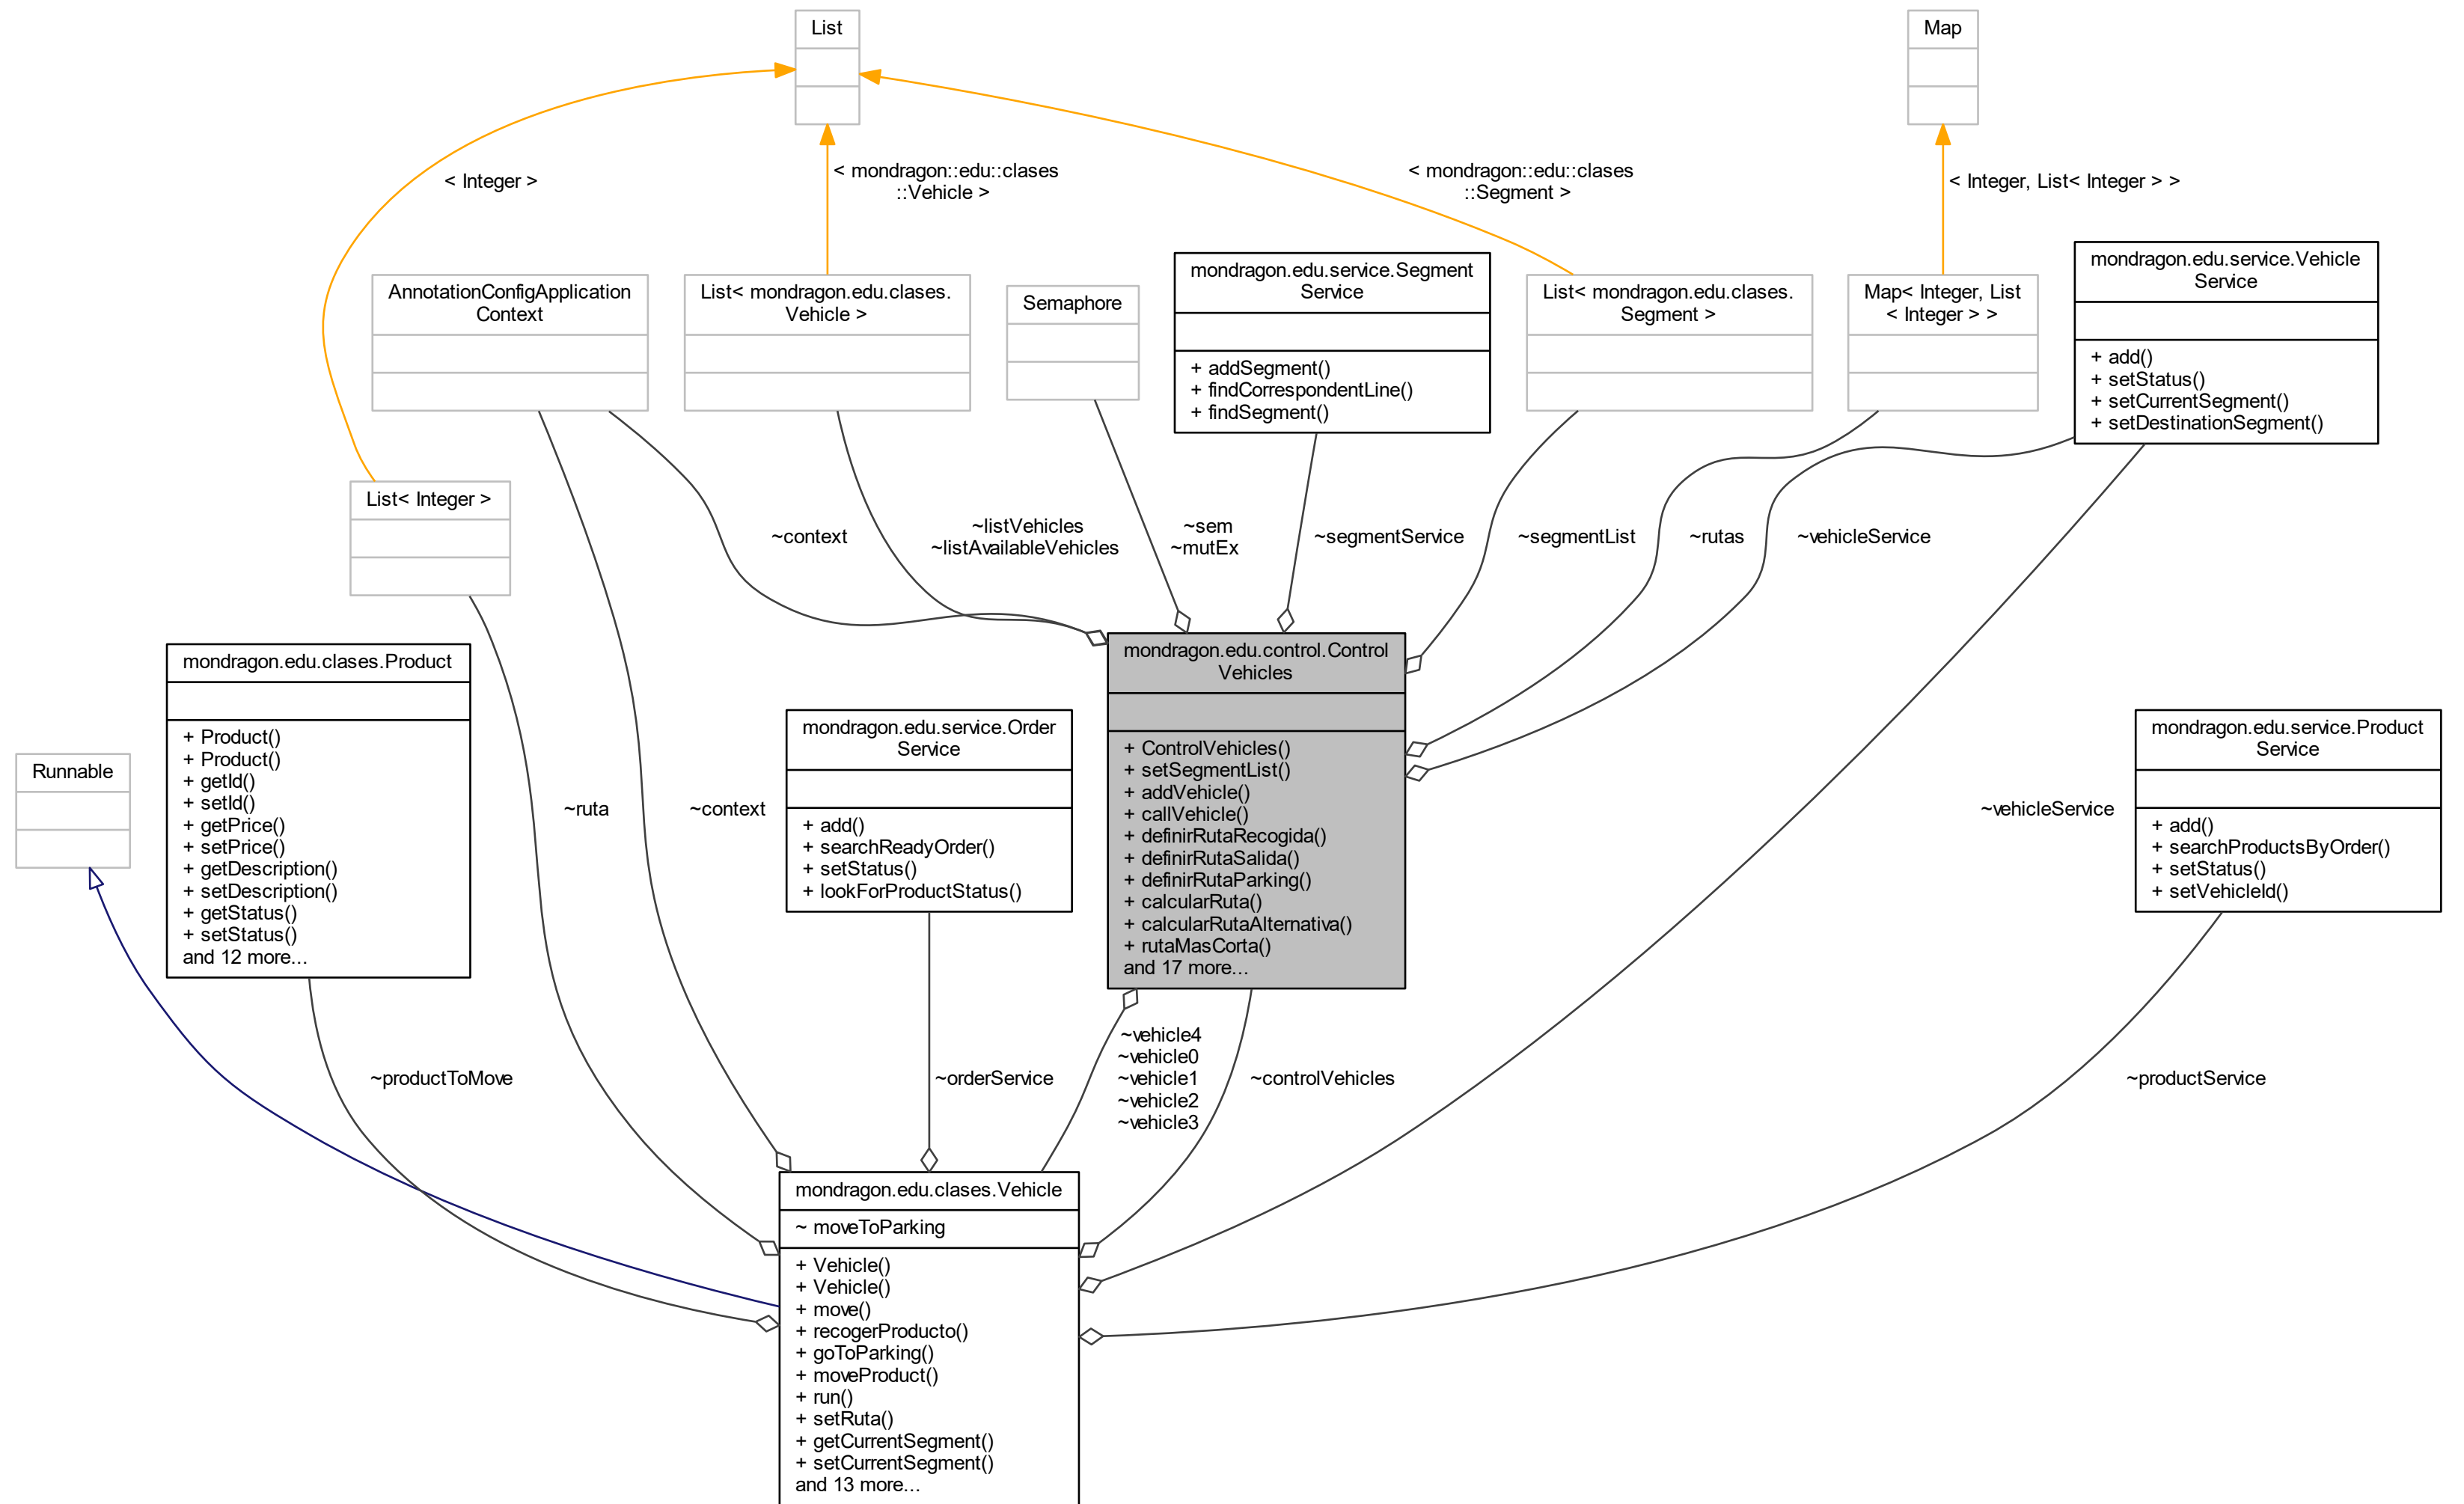 List
Map
< Integer >
< mondragon::edu::clases
::Vehicle >
< mondragon::edu::clases
::Segment >
< Integer, List< Integer > >
AnnotationConfigApplication
Context
List< mondragon.edu.clases.
Vehicle >
Semaphore
mondragon.edu.service.Segment
Service
+ addSegment()
+ findCorrespondentLine()
+ findSegment()
List< mondragon.edu.clases.
Segment >
Map< Integer, List
< Integer > >
mondragon.edu.service.Vehicle
Service
+ add()
+ setStatus()
+ setCurrentSegment()
+ setDestinationSegment()
List< Integer >
~context
~listVehicles
~listAvailableVehicles
~sem
~mutEx
~segmentService
~segmentList
~rutas
~vehicleService
Runnable
mondragon.edu.clases.Product
+ Product()
+ Product()
+ getId()
+ setId()
+ getPrice()
+ setPrice()
+ getDescription()
+ setDescription()
+ getStatus()
+ setStatus()
and 12 more...
~ruta
~context
mondragon.edu.service.Order
Service
+ add()
+ searchReadyOrder()
+ setStatus()
+ lookForProductStatus()
mondragon.edu.control.Control
Vehicles
+ ControlVehicles()
+ setSegmentList()
+ addVehicle()
+ callVehicle()
+ definirRutaRecogida()
+ definirRutaSalida()
+ definirRutaParking()
+ calcularRuta()
+ calcularRutaAlternativa()
+ rutaMasCorta()
and 17 more...
~vehicleService
mondragon.edu.service.Product
Service
+ add()
+ searchProductsByOrder()
+ setStatus()
+ setVehicleId()
~productToMove
~orderService
~vehicle4
~vehicle0
~vehicle1
~vehicle2
~vehicle3
~controlVehicles
~productService
mondragon.edu.clases.Vehicle
~ moveToParking
+ Vehicle()
+ Vehicle()
+ move()
+ recogerProducto()
+ goToParking()
+ moveProduct()
+ run()
+ setRuta()
+ getCurrentSegment()
+ setCurrentSegment()
and 13 more...